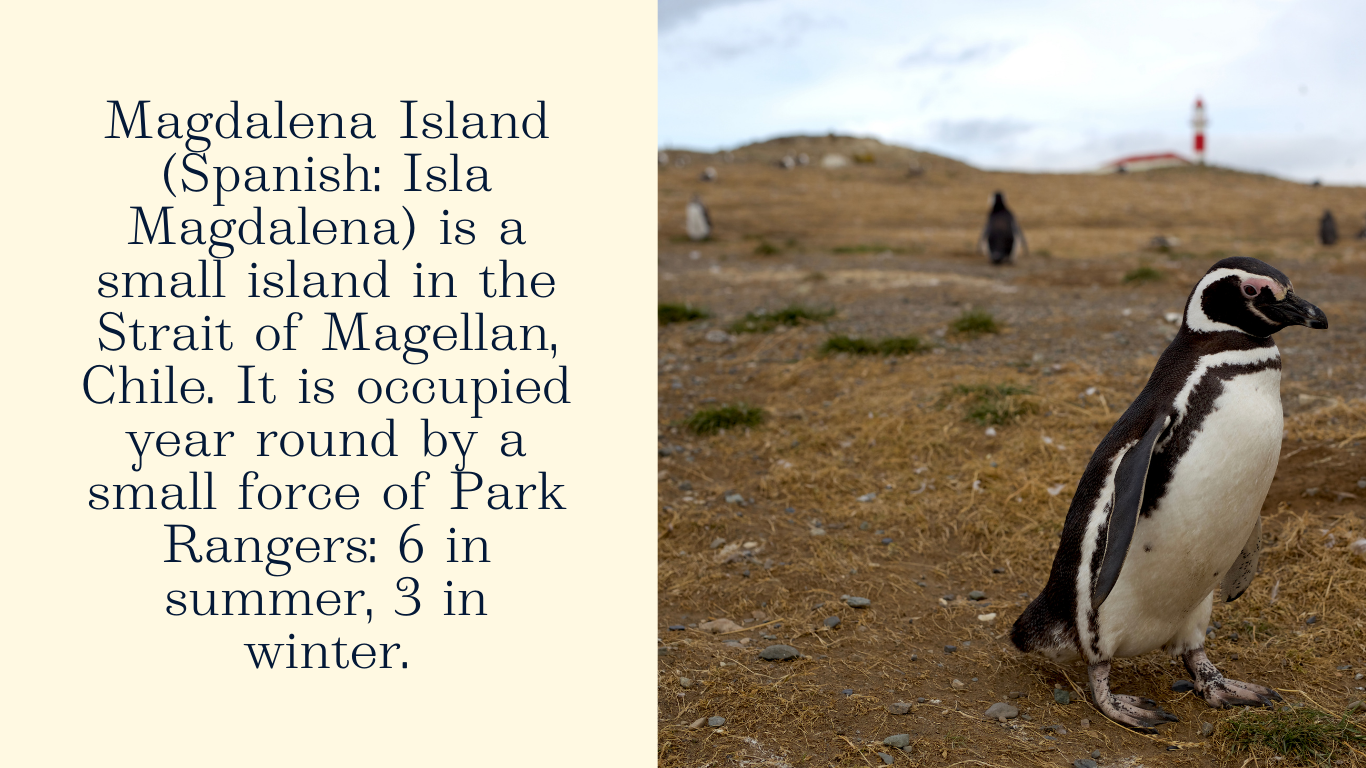 Magdalena Island
(Spanish: Isla
Magdalena) is a
small island in the
Strait of Magellan,
Chile. It is occupied
year round by a
small force of Park
Rangers: 6 in
summer, 3 in
winter.